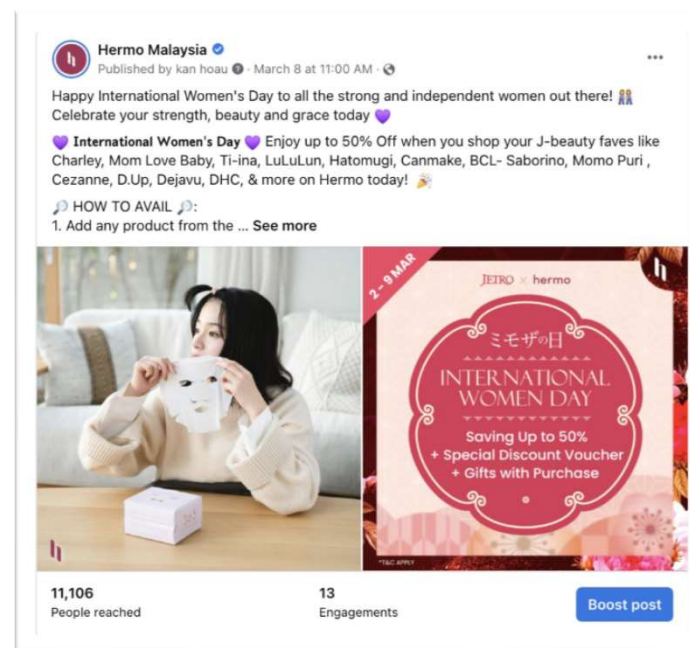 Hermo Malaysia
Published by kan hoau · March 8 at 11:00 AM ·
Happy International Women's Day to all the strong and independent women out there!
Celebrate your strength, beauty and grace today
International Women's Day Enjoy up to 50% Off when you shop your J-beauty faves like
Charley, Mom Love Baby, Ti-ina, LuLuLun, Hatomugi, Canmake, BCL- Saborino, Momo Puri ,
Cezanne, D.Up, Dejavu, DHC, & more on Hermo today!
HOW TO AVAIL :
1. Add any product from the ... See more
2 - 9 MAR
JETRO × hermo
ミモザの日
INTERNATIONAL
WOMEN DAY
Saving Up to 50%
+ Special Discount Voucher
+ Gifts with Purchase
*T&C APPLY
11,106
People reached
13
Engagements
Boost post